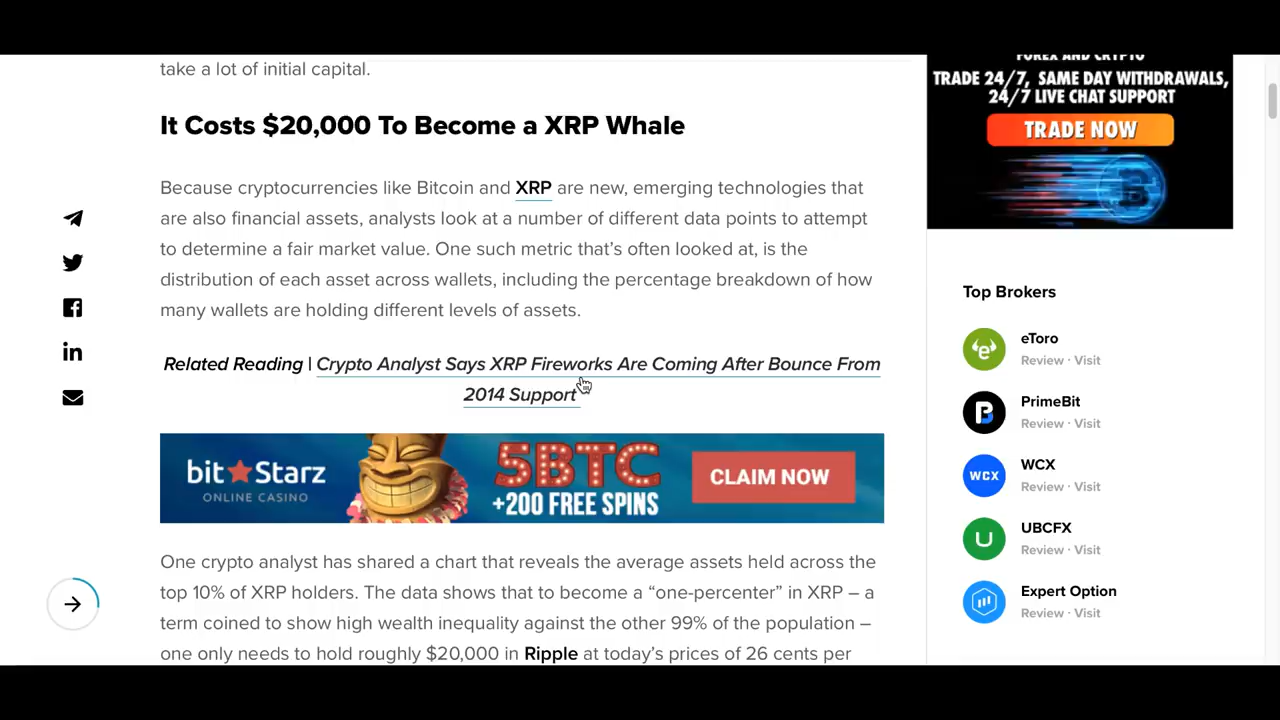 take a lot of initial capital.
It Costs $20,000 To Become a XRP Whale
Because cryptocurrencies like Bitcoin and XRP are new, emerging technologies that
are also financial assets, analysts look at a number of different data points to attempt
to determine a fair market value. One such metric that’s often looked at, is the
distribution of each asset across wallets, including the percentage breakdown of how
many wallets are holding different levels of assets.
Related Reading | Crypto Analyst Says XRP Fireworks Are Coming After Bounce From
2014 Support
bit Starz
ONLINE CASINO
5BTC
+200 FREE SPINS
CLAIM NOW
One crypto analyst has shared a chart that reveals the average assets held across the
top 10% of XRP holders. The data shows that to become a “one-percenter” in XRP – a
term coined to show high wealth inequality against the other 99% of the population –
one only needs to hold roughly $20,000 in Ripple at today’s prices of 26 cents per
FOREX AND CRYPTO
TRADE 24/7, SAME DAY WITHDRAWALS,
24/7 LIVE CHAT SUPPORT
TRADE NOW
Top Brokers
eToro
Review · Visit
PrimeBit
Review · Visit
WCX
WCX
Review · Visit
UBCFX
Review · Visit
Expert Option
Review · Visit